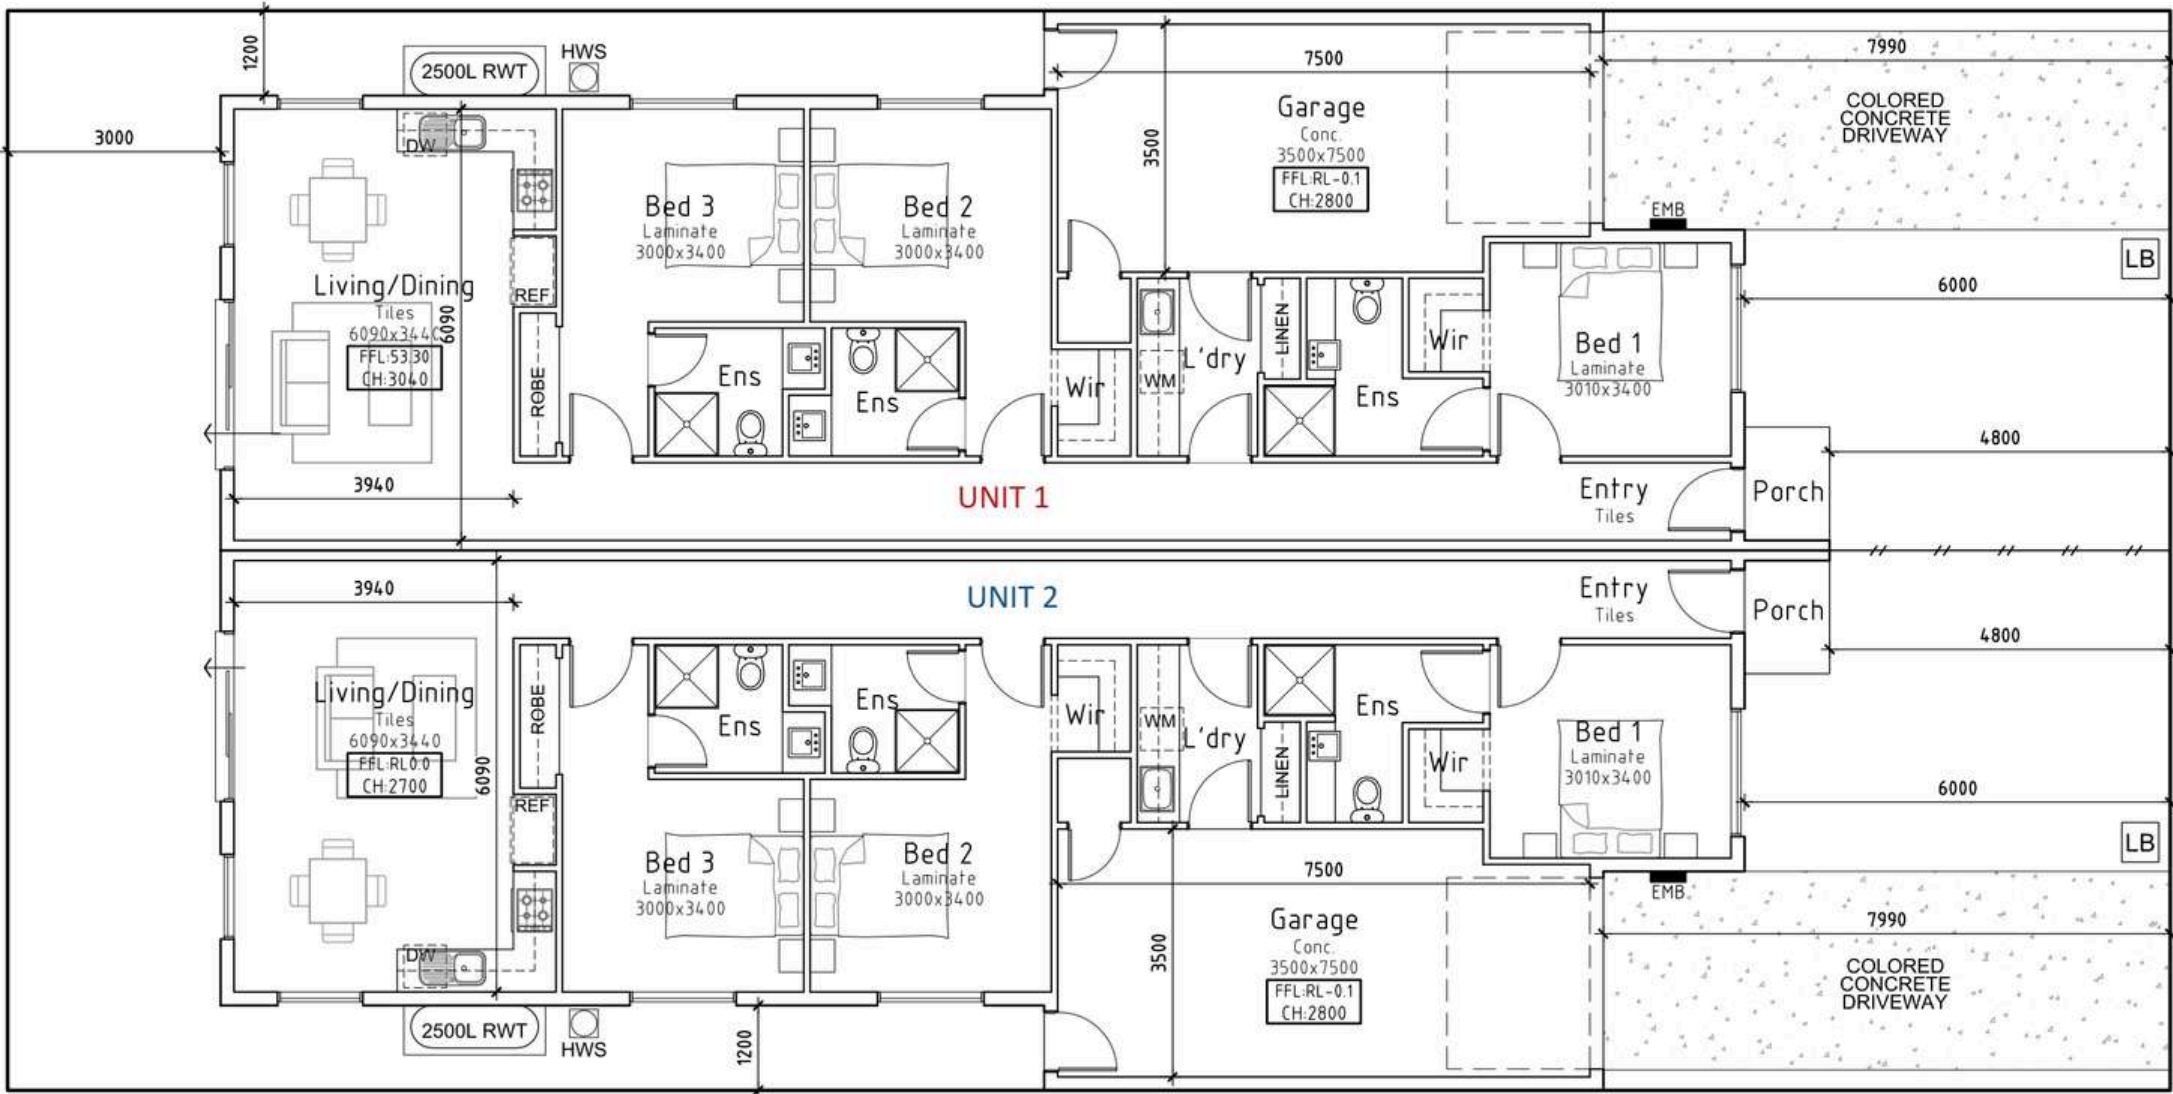 1200
2500L RWT
HWS
7500
7990
3000
DW
3500
Garage
Conc.
3500x7500
FFL:RL-0.1
CH:2800
COLORED
CONCRETE
DRIVEWAY
EMB
Bed 3
Laminate
3000x3400
Bed 2
Laminate
3000x3400
LB
Living/Dining
Tiles
6090x3440
FFL:53.30
CH:3040
6090
REF
6000
ROBE
Ens
Ens
Wir
WM
L'dry
LINEN
Ens
Wir
Bed 1
Laminate
3010x3400
4800
3940
UNIT 1
Entry
Tiles
Porch
3940
UNIT 2
Entry
Tiles
Porch
4800
Living/Dining
Tiles
6090x3440
FFL:RL0.0
CH:2700
6090
ROBE
REF
Ens
Ens
Wir
WM
L'dry
LINEN
Ens
Wir
Bed 1
Laminate
3010x3400
6000
LB
Bed 3
Laminate
3000x3400
Bed 2
Laminate
3000x3400
7500
EMB
7990
DW
3500
Garage
Conc.
3500x7500
FFL:RL-0.1
CH:2800
COLORED
CONCRETE
DRIVEWAY
2500L RWT
HWS
1200